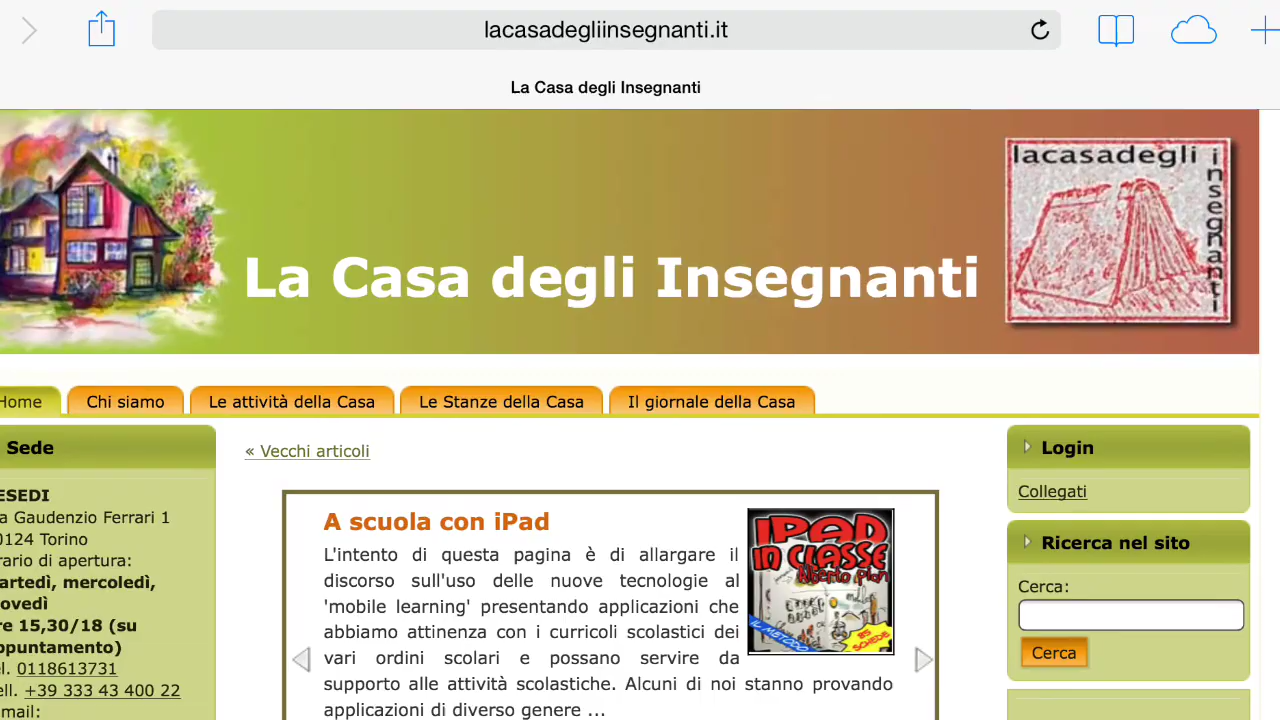 lacasadegliinsegnanti.it
La Casa degli Insegnanti
lacasadegli
insegnanti
La Casa degli Insegnanti
Home
Chi siamo
Le attività della Casa
Le Stanze della Casa
Il giornale della Casa
Sede
ESEDI
a Gaudenzio Ferrari 1
0124 Torino
rario di apertura:
artedì, mercoledì,
ovedì
re 15,30/18 (su
ppuntamento)
el. 0118613731
ell. +39 333 43 400 22
mail:
« Vecchi articoli
A scuola con iPad
L'intento di questa pagina è di allargare il
discorso sull'uso delle nuove tecnologie al
'mobile learning' presentando applicazioni che
abbiamo attinenza con i curricoli scolastici dei
vari ordini scolari e possano servire da
supporto alle attività scolastiche. Alcuni di noi stanno provando
applicazioni di diverso genere ...
IPAD
IN CLASSE
Alberto Pian
IL METODO
85
SCHEDE
Login
Collegati
Ricerca nel sito
Cerca:
Cerca